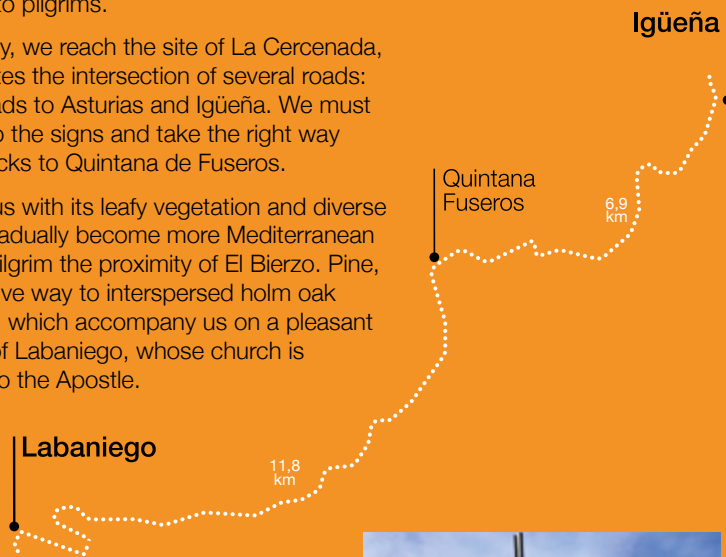 to pilgrims.
y, we reach the site of La Cercenada,
es the intersection of several roads:
ads to Asturias and Igüeña. We must
o the signs and take the right way
cks to Quintana de Fuseros.
us with its leafy vegetation and diverse
adually become more Mediterranean
ilgrim the proximity of El Bierzo. Pine,
ve way to interspersed holm oak
, which accompany us on a pleasant
of Labaniego, whose church is
o the Apostle.
Igüeña
Quintana
Fuseros
6,9
km
Labaniego
11,8
km